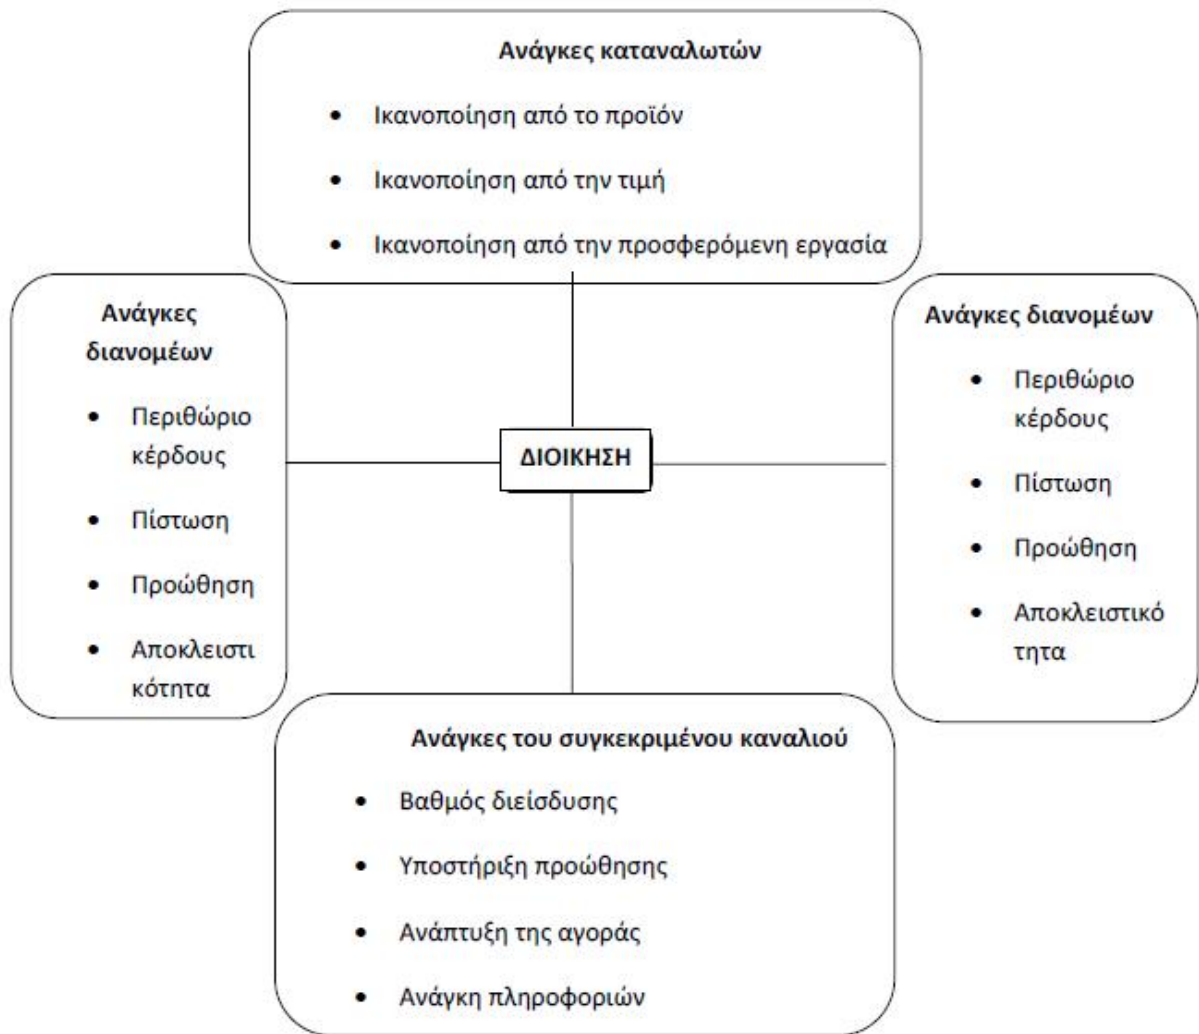 Ανάγκες καταναλωτών
• Ικανοποίηση από το προϊόν
• Ικανοποίηση από την τιμή
• Ικανοποίηση από την προσφερόμενη εργασία
Ανάγκες
διανομέων
• Περιθώριο
κέρδους
• Πίστωση
• Προώθηση
• Αποκλειστι
κότητα
ΔΙΟΙΚΗΣΗ
Ανάγκες διανομέων
• Περιθώριο
κέρδους
• Πίστωση
• Προώθηση
• Αποκλειστικό
τητα
Ανάγκες του συγκεκριμένου καναλιού
• Βαθμός διείσδυσης
• Υποστήριξη προώθησης
• Ανάπτυξη της αγοράς
• Ανάγκη πληροφοριών